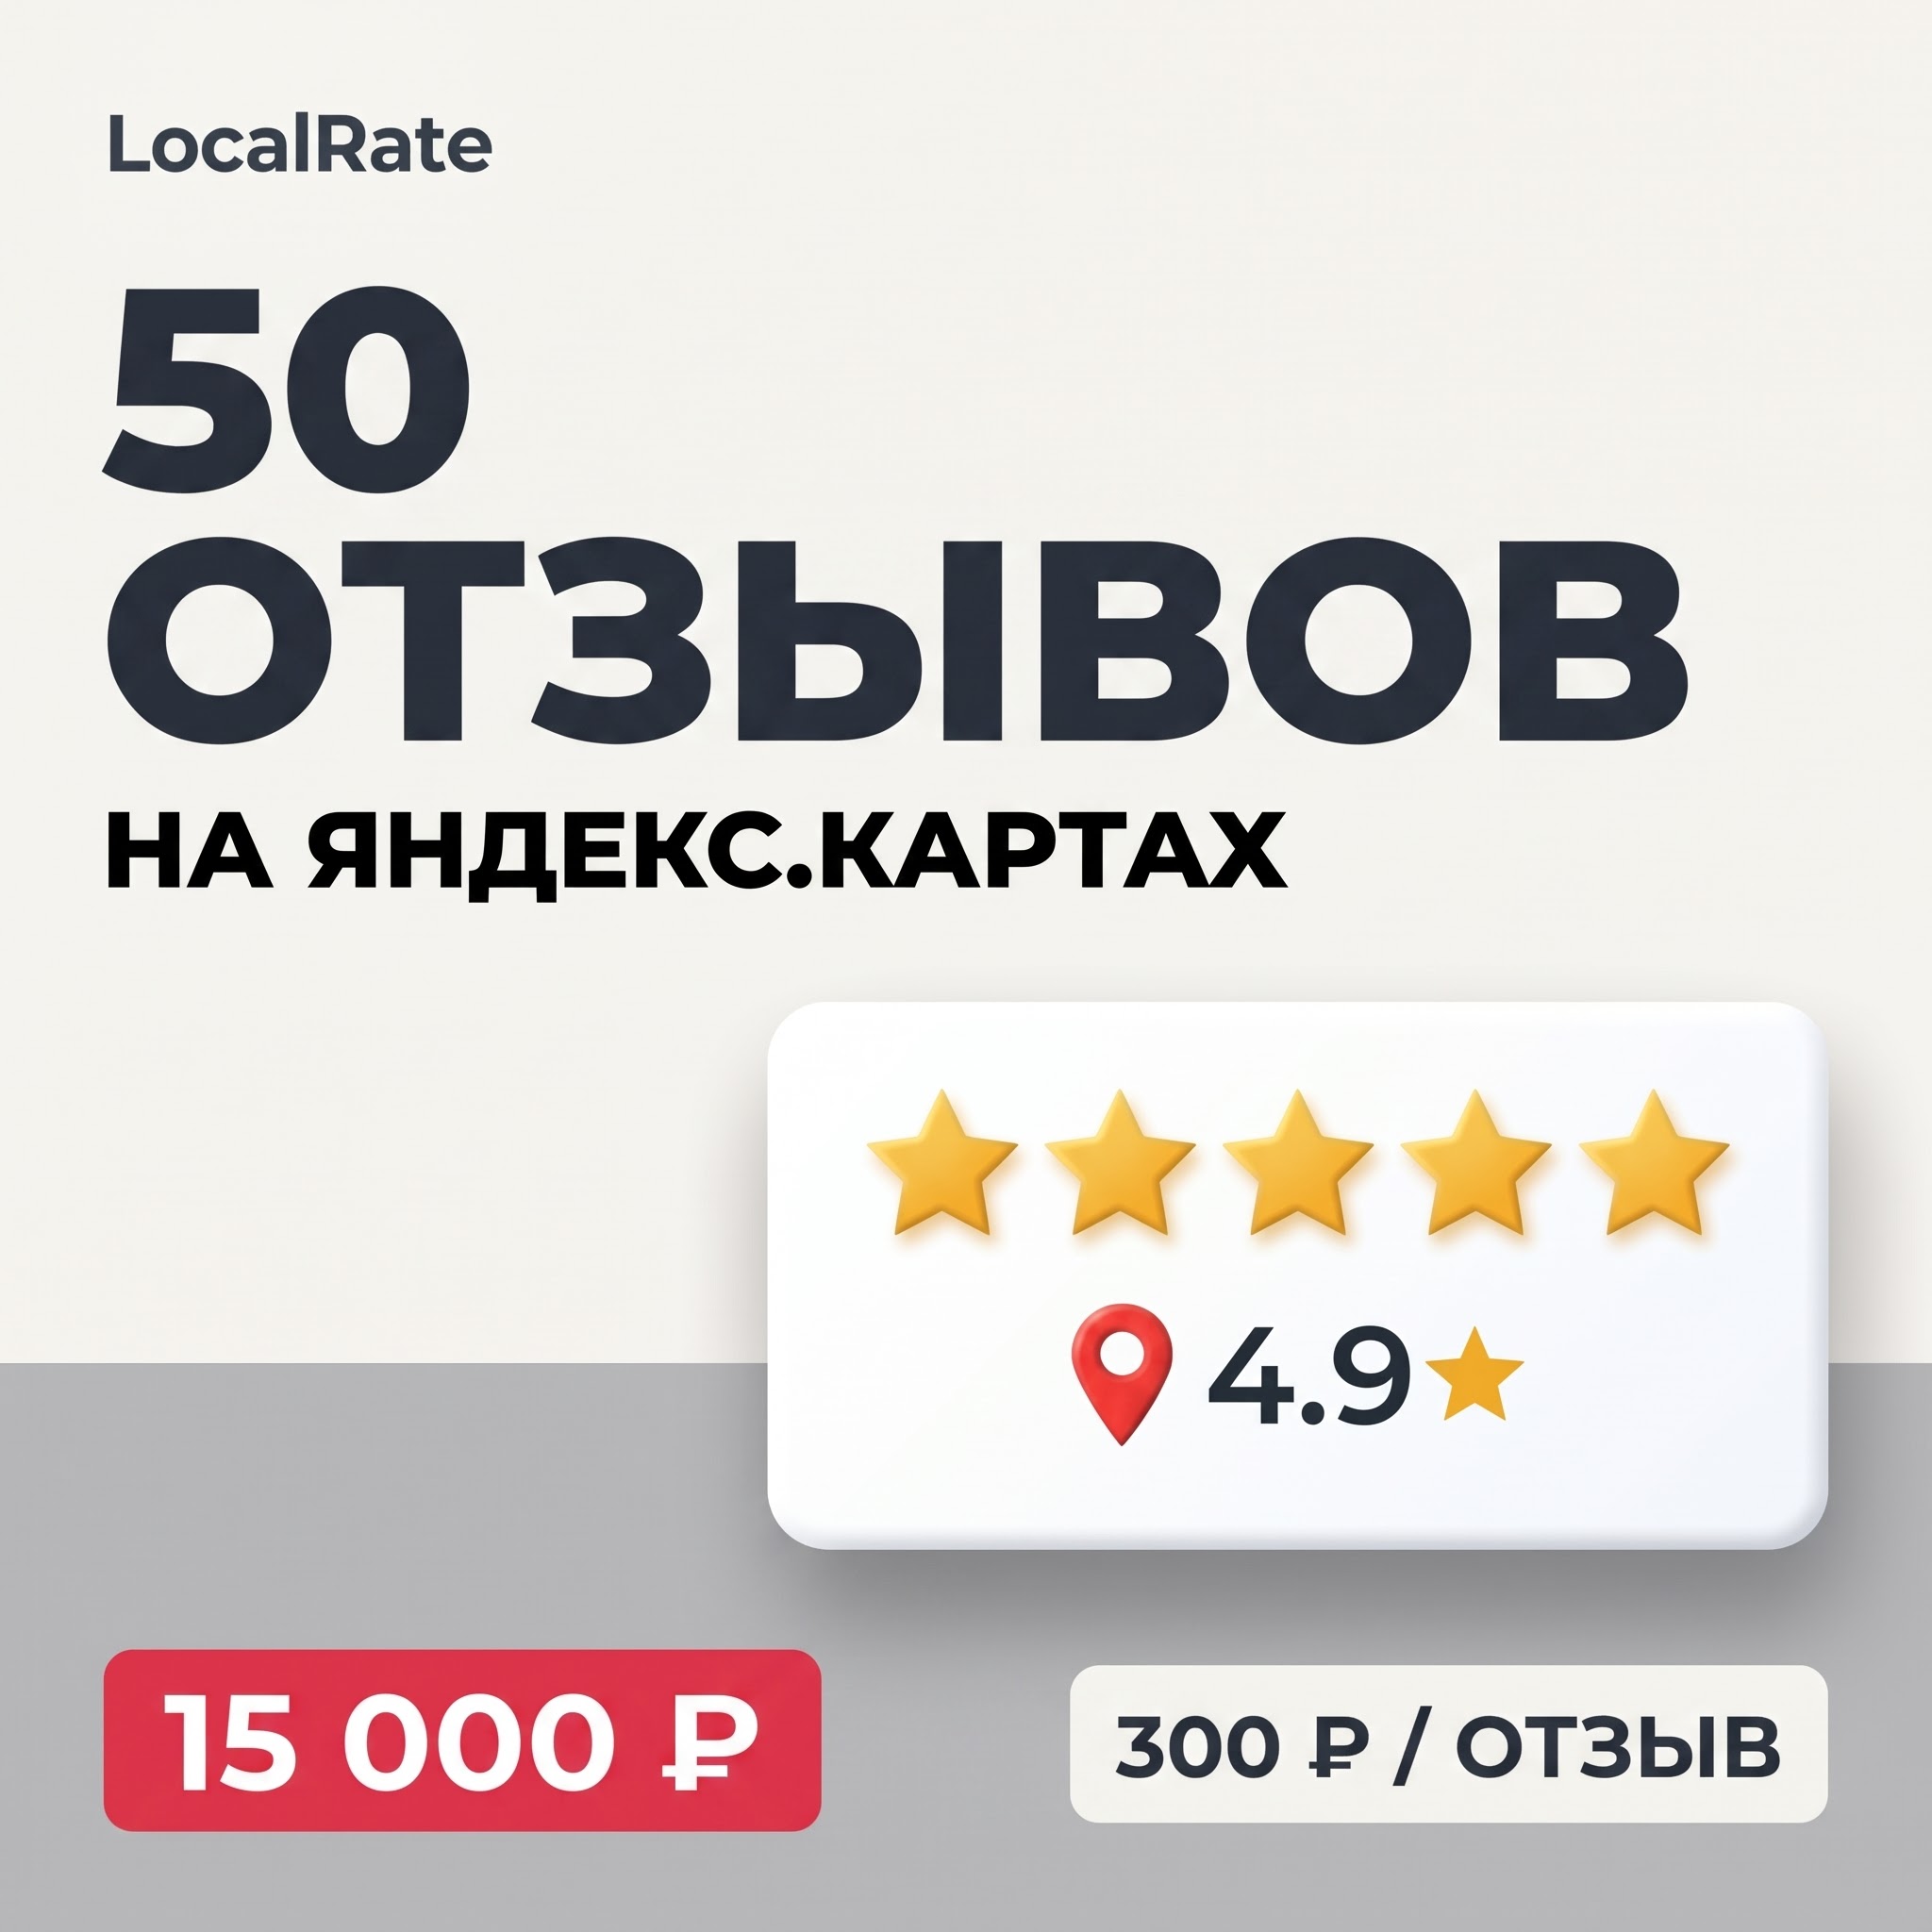 LocalRate
50
ОТЗЫВОВ
НА ЯНДЕКС.КАРТАХ
4.9
15 000 ₽
300 ₽ / ОТЗЫВ